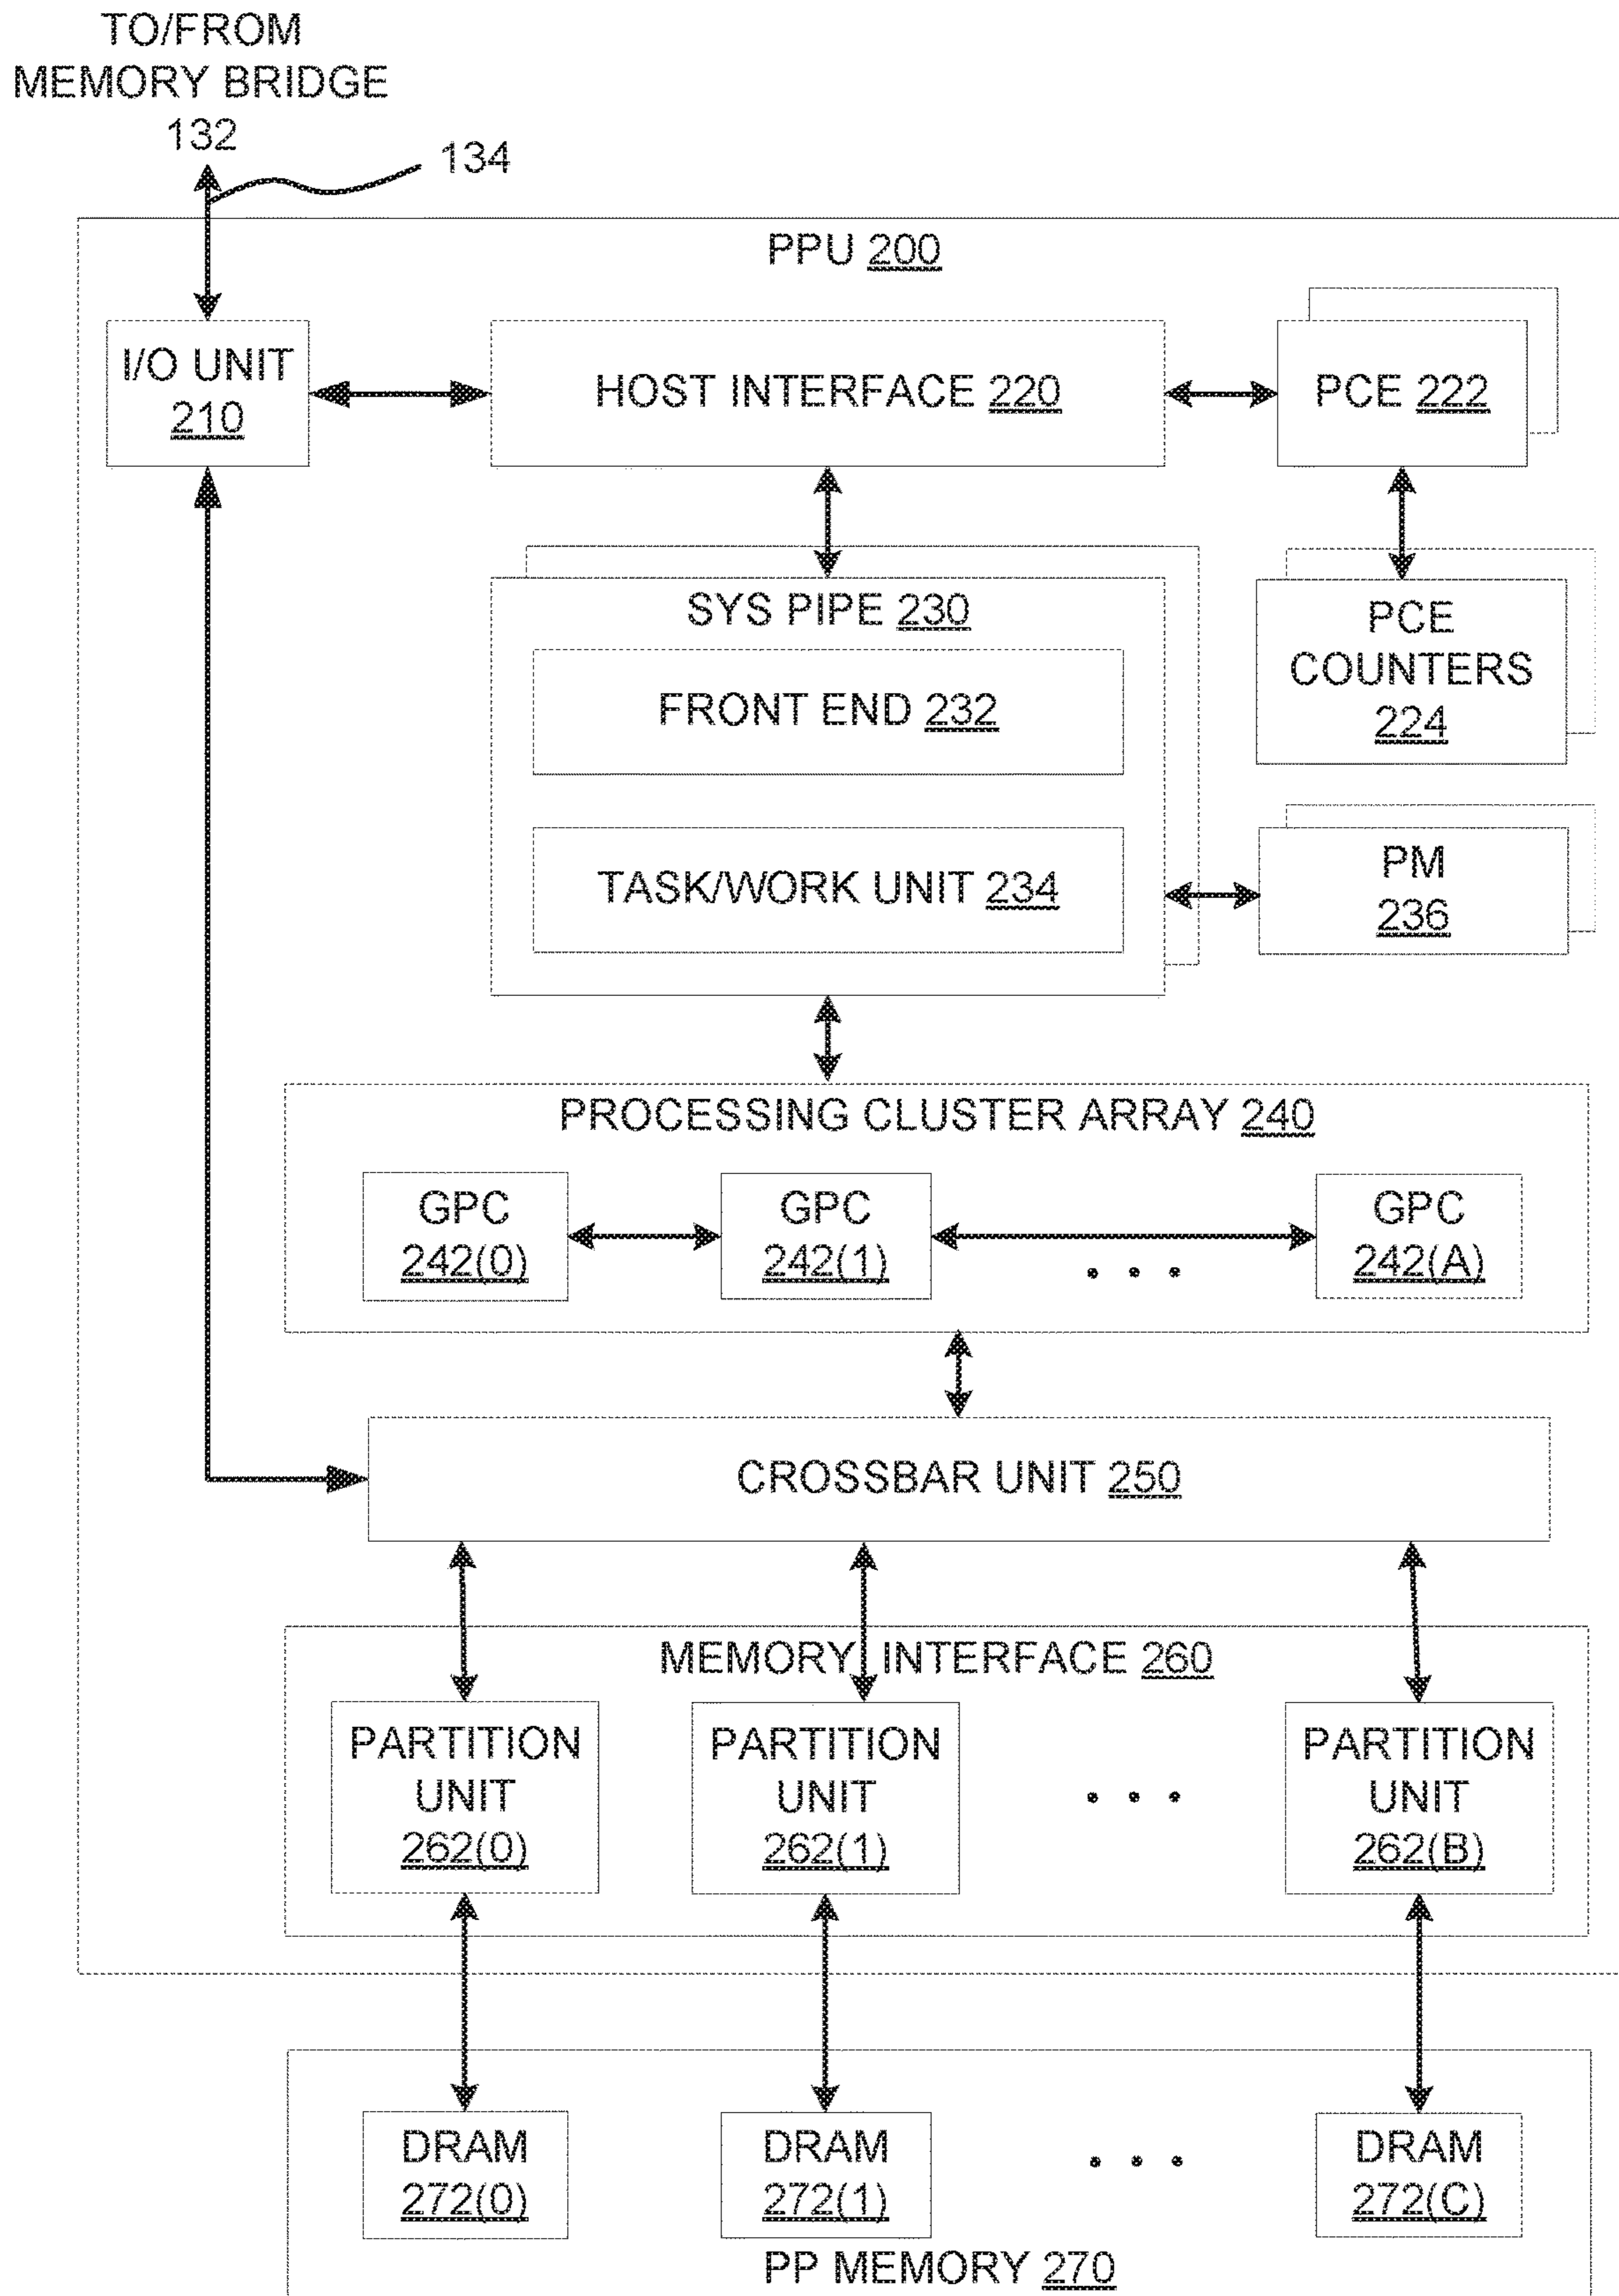 TO/FROM
MEMORY BRIDGE
132
134
PPU 200
I/O UNIT
210
HOST INTERFACE 220
PCE 222
SYS PIPE 230
FRONT END 232
TASK/WORK UNIT 234
PCE
COUNTERS
224
PM
236
PROCESSING CLUSTER ARRAY 240
GPC
242(0)
GPC
242(1)
. . .
GPC
242(A)
CROSSBAR UNIT 250
MEMORY INTERFACE 260
PARTITION
UNIT
262(0)
PARTITION
UNIT
262(1)
. . .
PARTITION
UNIT
262(B)
DRAM
272(0)
DRAM
272(1)
. . .
DRAM
272(C)
PP MEMORY 270